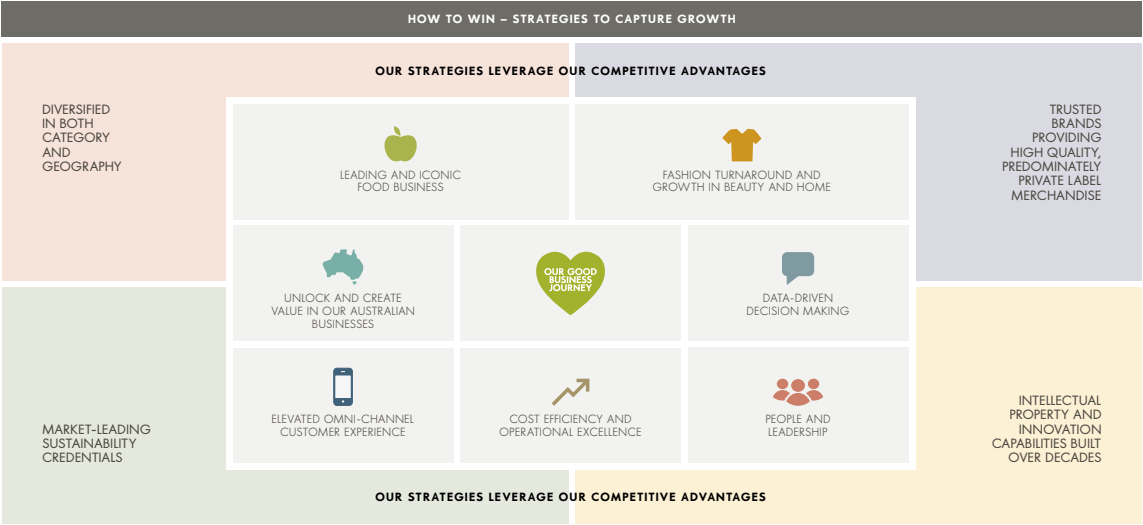 HOW TO WIN – STRATEGIES TO CAPTURE GROWTH
OUR STRATEGIES LEVERAGE OUR COMPETITIVE ADVANTAGES
DIVERSIFIED
IN BOTH
CATEGORY
AND
GEOGRAPHY
TRUSTED
BRANDS
PROVIDING
HIGH QUALITY,
PREDOMINATELY
PRIVATE LABEL
MERCHANDISE
LEADING AND ICONIC
FOOD BUSINESS
FASHION TURNAROUND AND
GROWTH IN BEAUTY AND HOME
UNLOCK AND CREATE
VALUE IN OUR AUSTRALIAN
BUSINESSES
OUR GOOD
BUSINESS
JOURNEY
DATA-DRIVEN
DECISION MAKING
ELEVATED OMNI-CHANNEL
CUSTOMER EXPERIENCE
COST EFFICIENCY AND
OPERATIONAL EXCELLENCE
PEOPLE AND
LEADERSHIP
MARKET-LEADING
SUSTAINABILITY
CREDENTIALS
INTELLECTUAL
PROPERTY AND
INNOVATION
CAPABILITIES BUILT
OVER DECADES
OUR STRATEGIES LEVERAGE OUR COMPETITIVE ADVANTAGES